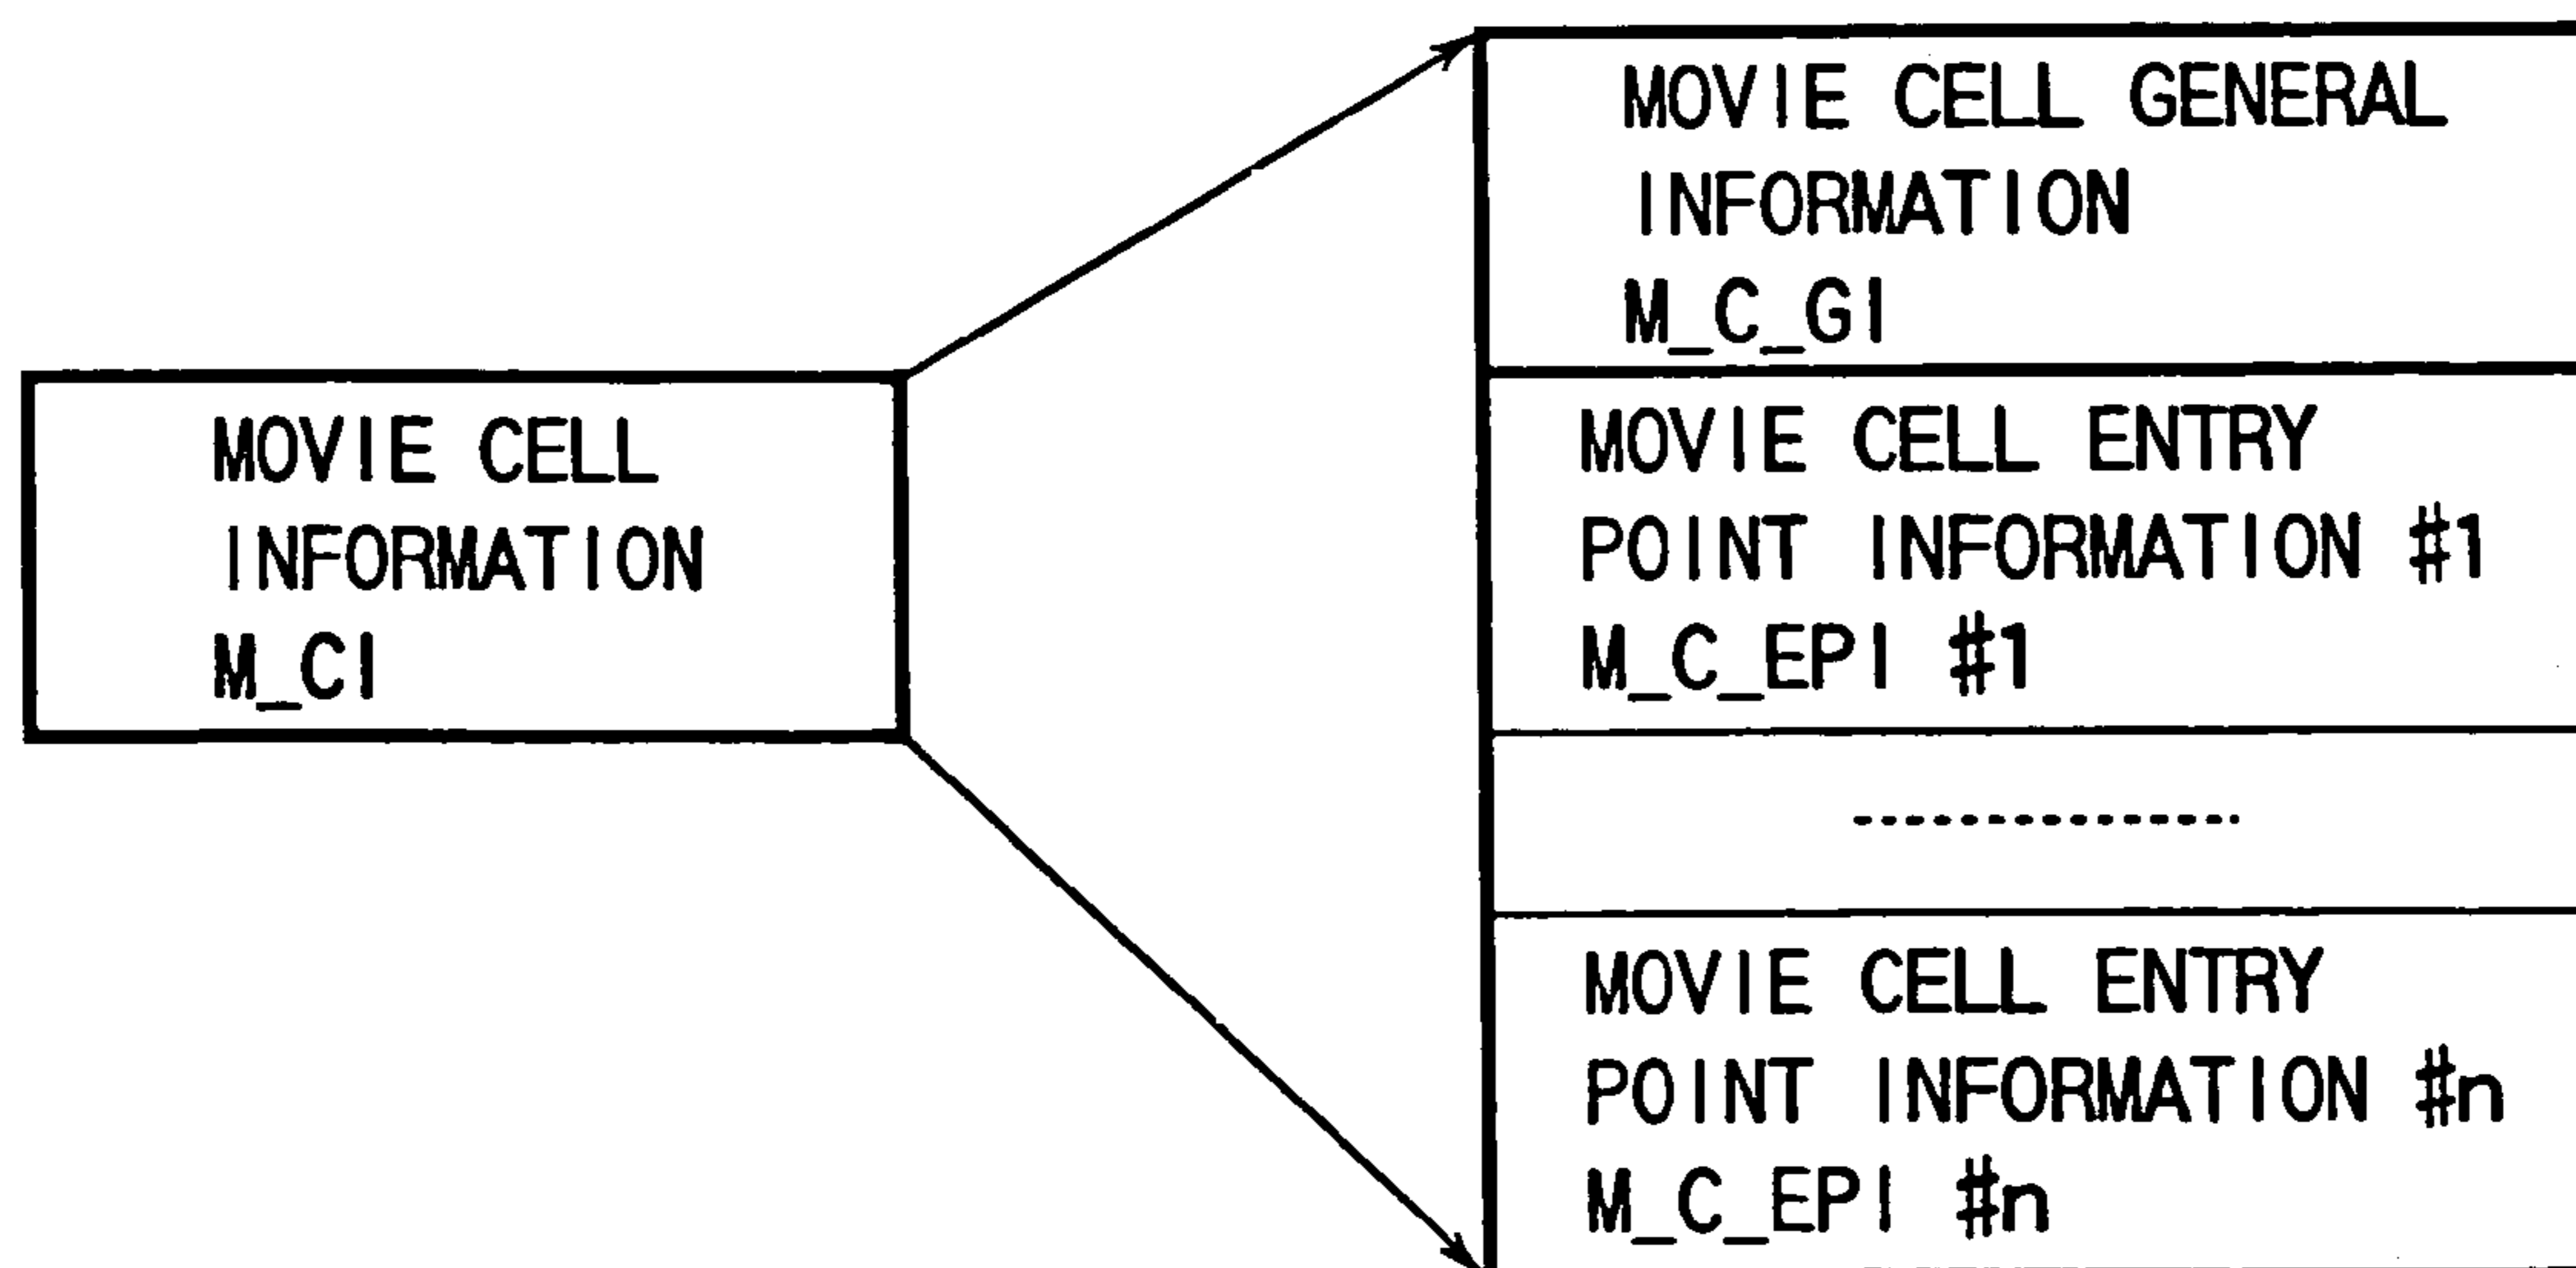 MOVIE CELL
INFORMATION
M_CI
MOVIE CELL GENERAL
INFORMATION
M_C_GI
MOVIE CELL ENTRY
POINT INFORMATION #1
M_C_EPI #1
MOVIE CELL ENTRY
POINT INFORMATION #n
M_C_EPI #n